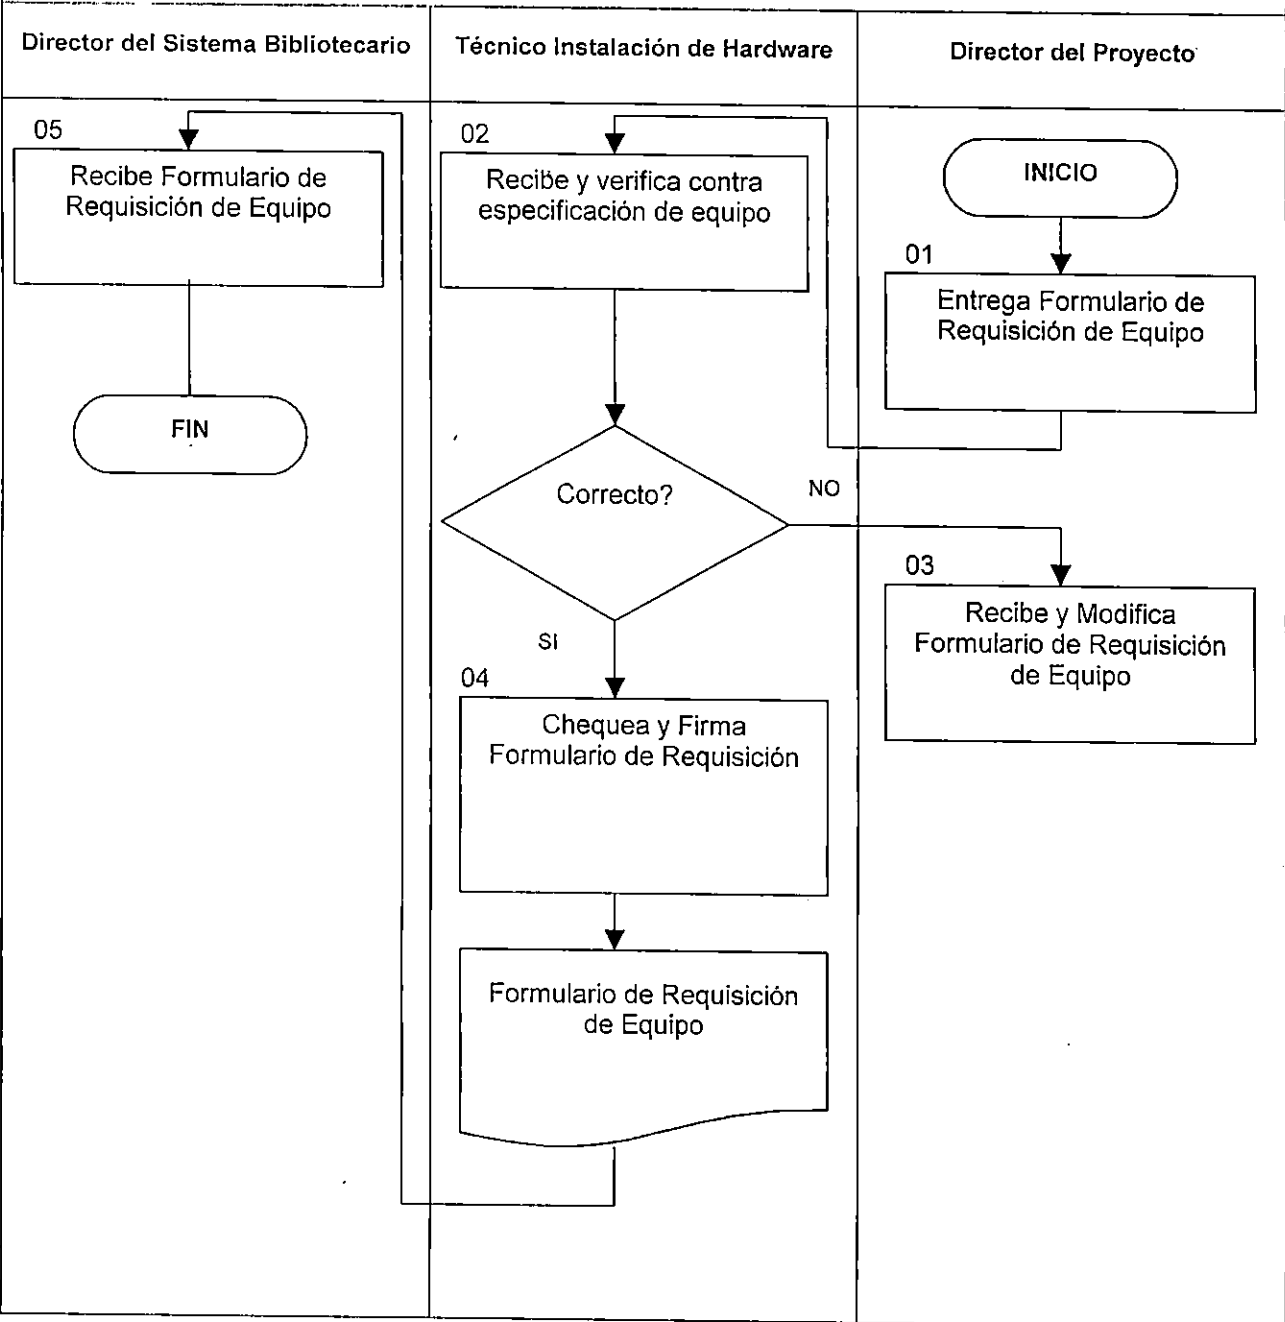 Director del Sistema Bibliotecario
Técnico Instalación de Hardware
Director del Proyecto
05
Recibe Formulario de
Requisición de Equipo
FIN
02
Recibe y verifica contra
especificación de equipo
Correcto?
NO
SI
04
Chequea y Firma
Formulario de Requisición
Formulario de Requisición
de Equipo
INICIO
01
Entrega Formulario de
Requisición de Equipo
03
Recibe y Modifica
Formulario de Requisición
de Equipo